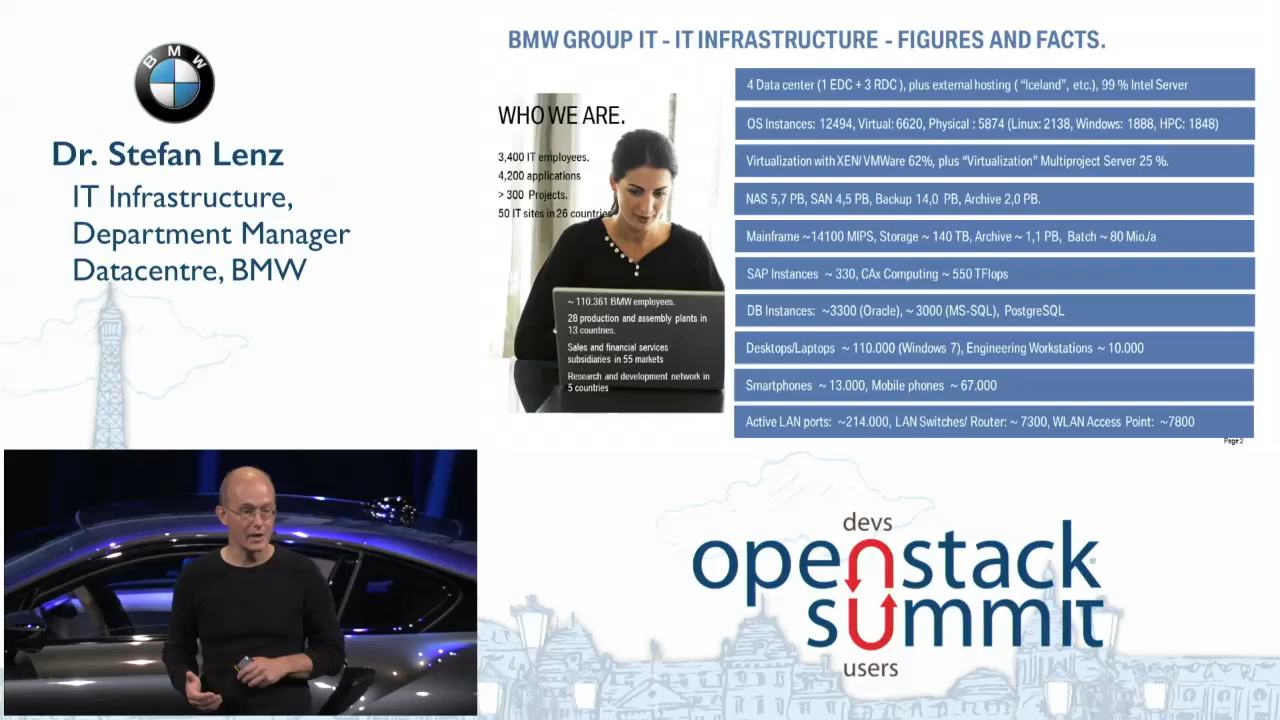 BMW
Dr. Stefan Lenz
IT Infrastructure,
Department Manager
Datacentre, BMW
BMW GROUP IT - IT INFRASTRUCTURE - FIGURES AND FACTS.
WHO WE ARE.
3,400 IT employees.
4,200 applications
> 300 Projects.
50 IT sites in 26 countries
~ 110.361 BMW employees.
28 production and assembly plants in
13 countries.
Sales and financial services
subsidiaries in 55 markets
Research and development network in
5 countries
4 Data center (1 EDC + 3 RDC ), plus external hosting ( “Iceland”, etc.), 99 % Intel Server
OS Instances: 12494, Virtual: 6620, Physical : 5874 (Linux: 2138, Windows: 1888, HPC: 1848)
Virtualization with XEN/ VMWare 62%, plus “Virtualization” Multiproject Server 25 %.
NAS 5,7 PB, SAN 4,5 PB, Backup 14,0 PB, Archive 2,0 PB.
Mainframe ~14100 MIPS, Storage ~ 140 TB, Archive ~ 1,1 PB, Batch ~ 80 Mio./a
SAP Instances ~ 330, CAx Computing ~ 550 TFlops
DB Instances: ~3300 (Oracle), ~ 3000 (MS-SQL), PostgreSQL
Desktops/Laptops ~ 110.000 (Windows 7), Engineering Workstations ~ 10.000
Smartphones ~ 13.000, Mobile phones ~ 67.000
Active LAN ports: ~214.000, LAN Switches/ Router: ~ 7300, WLAN Access Point: ~7800
Page 2
devs
openstack®
summit
users